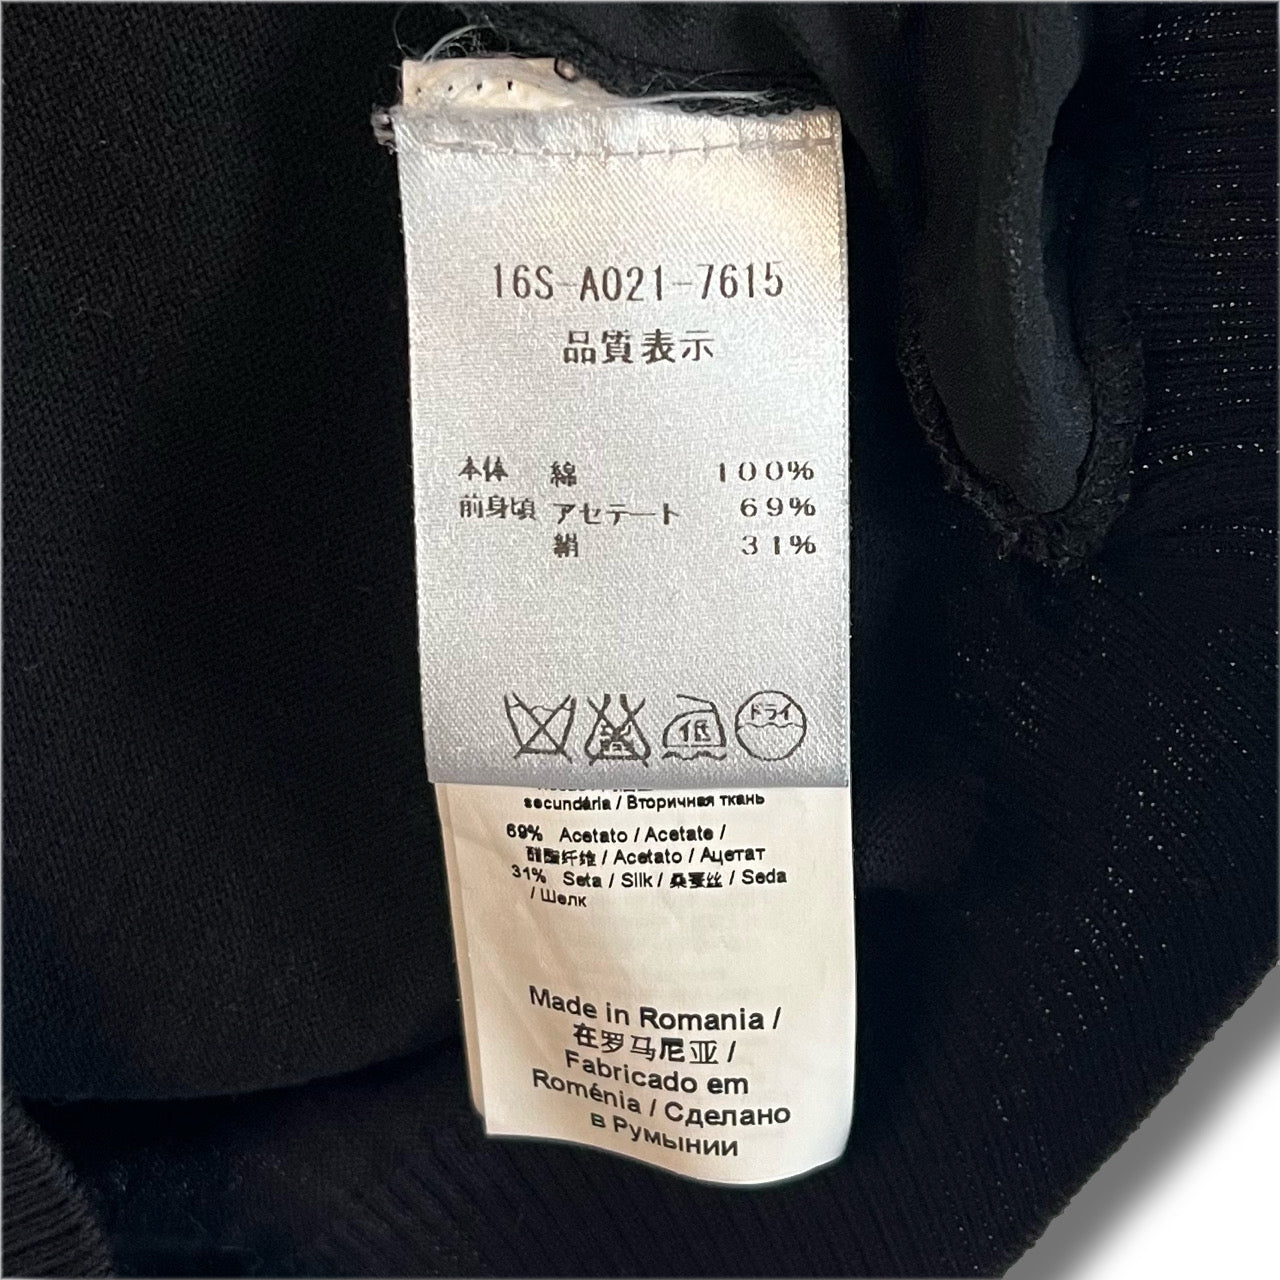 16S-A021-7615
品質表示
本体 綿 100%
前身頃 アセテート 69%
絹 31%
低 ドライ
secundária / Вторичная ткань
69% Acetato / Acetate /
醋酯纤维 / Acetato / Ацетат
31% Seta / Silk / 桑蚕丝 / Seda
/ Шелк
Made in Romania /
在罗马尼亚 /
Fabricado em
Roménia / Сделано
в Румынии